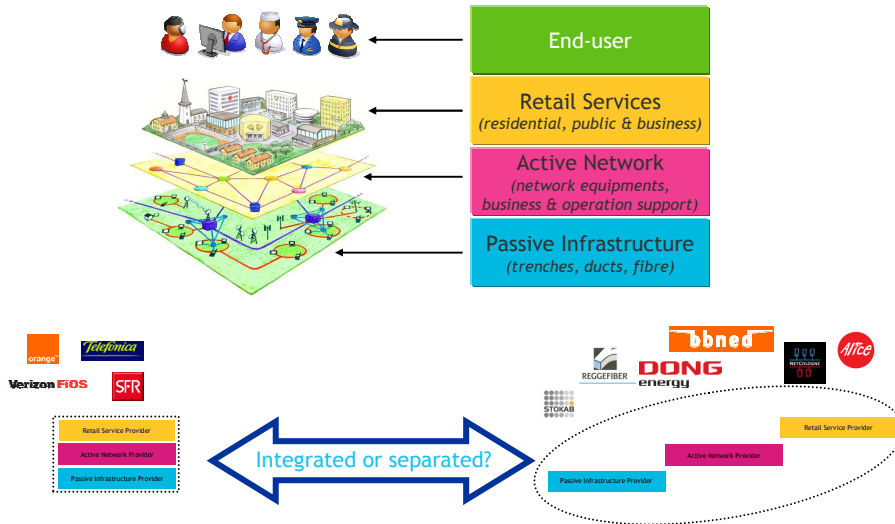 End-user
Retail Services
(residential, public & business)
Active Network
(network equipments,
business & operation support)
Passive Infrastructure
(trenches, ducts, fibre)
orange™
Telefónica
verizon FiOS
SFR
bbned
REGGEFIBER
DONG
energy
NETCOLOGNE
Alice
STOKAB
Retail Service Provider
Active Network Provider
Passive Infrastructure Provider
Integrated or separated?
Retail Service Provider
Active Network Provider
Passive Infrastructure Provider